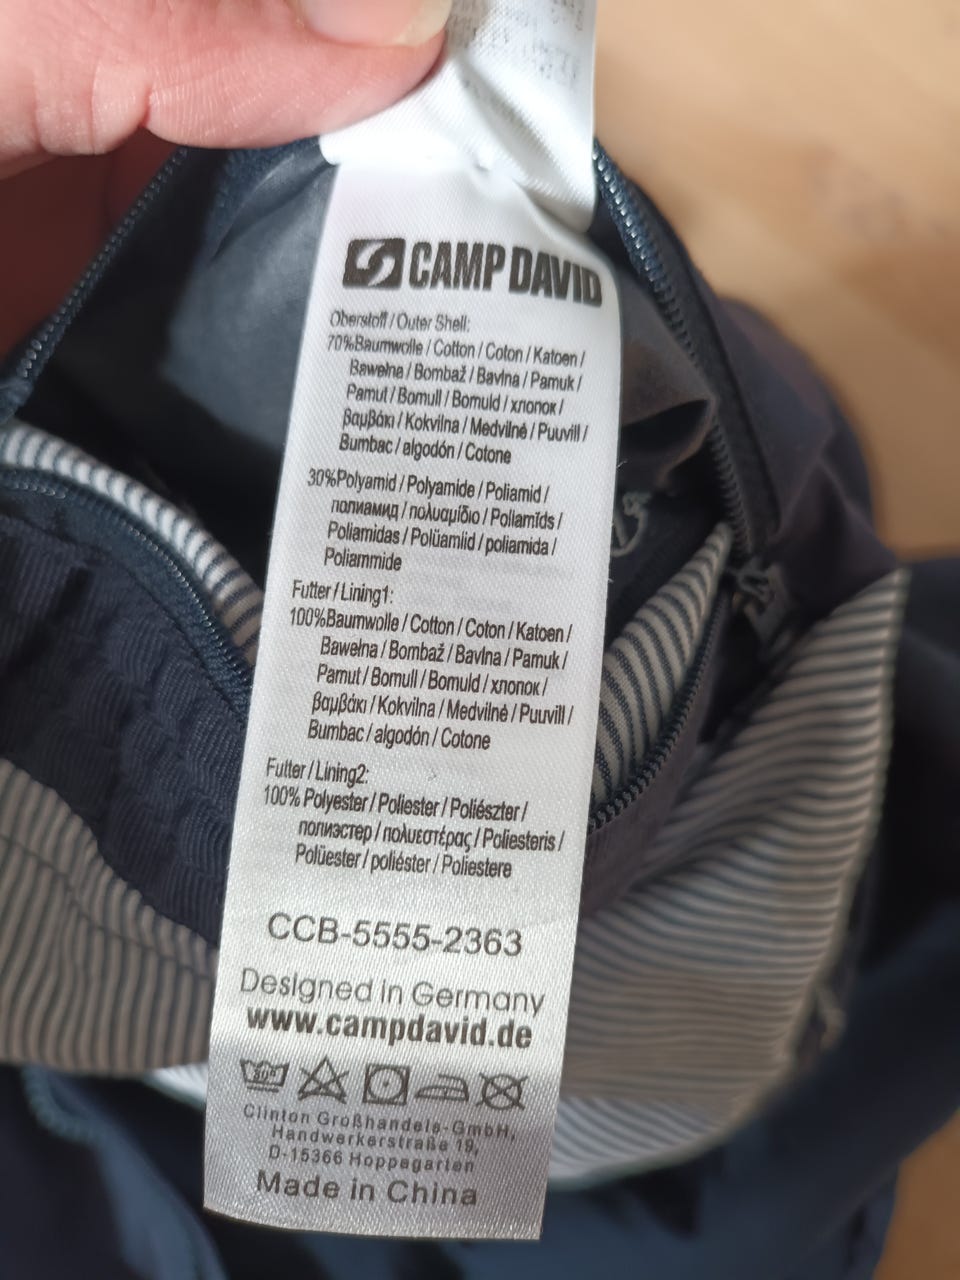 CAMP DAVID
Oberstoff / Outer Shell:
70%Baumwolle / Cotton / Coton / Katoen /
Bawełna / Bombaž / Bavlna / Pamuk /
Pamut / Bomull / Bomuld / хлопок /
βαμβάκι / Kokvilna / Medvilnė / Puuvill /
Bumbac / algodón / Cotone
30%Polyamid / Polyamide / Poliamid /
полиамид / πολυαμίδιο / Poliamīds /
Poliamidas / Polüamiid / poliamida /
Poliammide
Futter / Lining1:
100%Baumwolle / Cotton / Coton / Katoen /
Bawełna / Bombaž / Bavlna / Pamuk /
Pamut / Bomull / Bomuld / хлопок /
βαμβάκι / Kokvilna / Medvilnė / Puuvill /
Bumbac / algodón / Cotone
Futter / Lining2:
100% Polyester / Poliester / Poliészter /
полиэстер / πολυεστέρας / Poliesteris /
Polüester / poliéster / Poliestere
CCB-5555-2363
Designed in Germany
www.campdavid.de
30°
Clinton Großhandels-GmbH,
Handwerkerstraße 19,
D-15366 Hoppegarten
Made in China